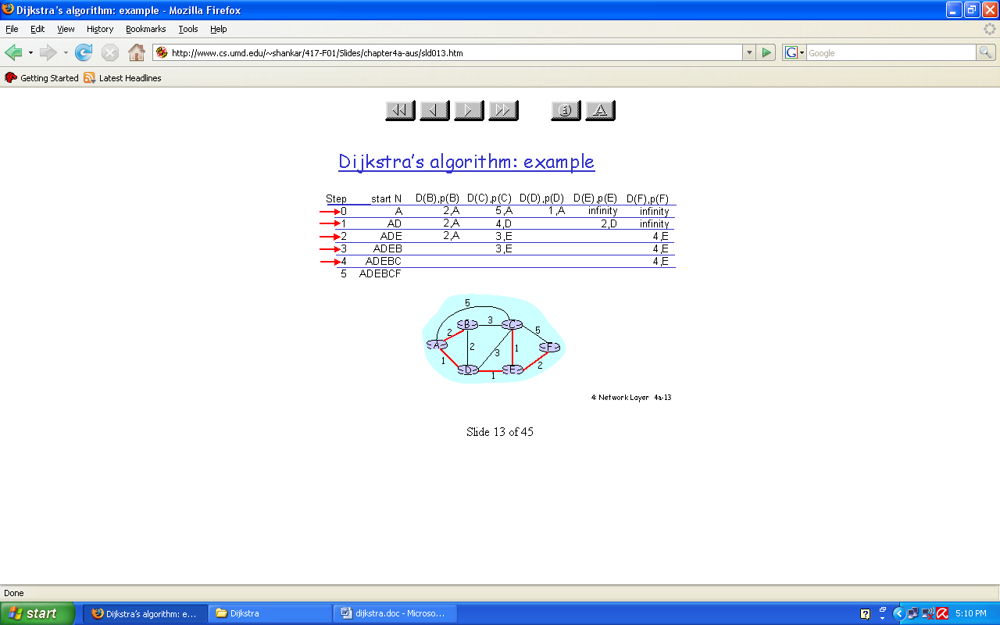 Dijkstra's algorithm: example - Mozilla Firefox
File Edit View History Bookmarks Tools Help
http://www.cs.umd.edu/~shankar/417-F01/Slides/chapter4a-aus/sld013.htm G Google
Getting Started Latest Headlines
Dijkstra's algorithm: example
Step start N D(B),p(B) D(C),p(C) D(D),p(D) D(E),p(E) D(F),p(F)
0 A 2,A 5,A 1,A infinity infinity
1 AD 2,A 4,D 2,D infinity
2 ADE 2,A 3,E 4,E
3 ADEB 3,E 4,E
4 ADEBC 4,E
5 ADEBCF
5
B 3 C
2 5
A 2 3 1 F
1 2
D E
1
4: Network Layer 4a-13
Slide 13 of 45
Done
start Dijkstra's algorithm: e... Dijkstra dijkstra.doc - Microso... 5:10 PM